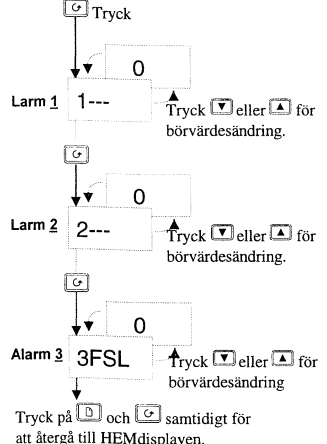 Tryck
0
Larm 1
1---
Tryck eller för
börvärdesändring.
0
Larm 2
2---
Tryck eller för
börvärdesändring.
0
Alarm 3
3FSL
Tryck eller för
börvärdesändring
Tryck på och samtidigt för
att återgå till HEMdisplayen.